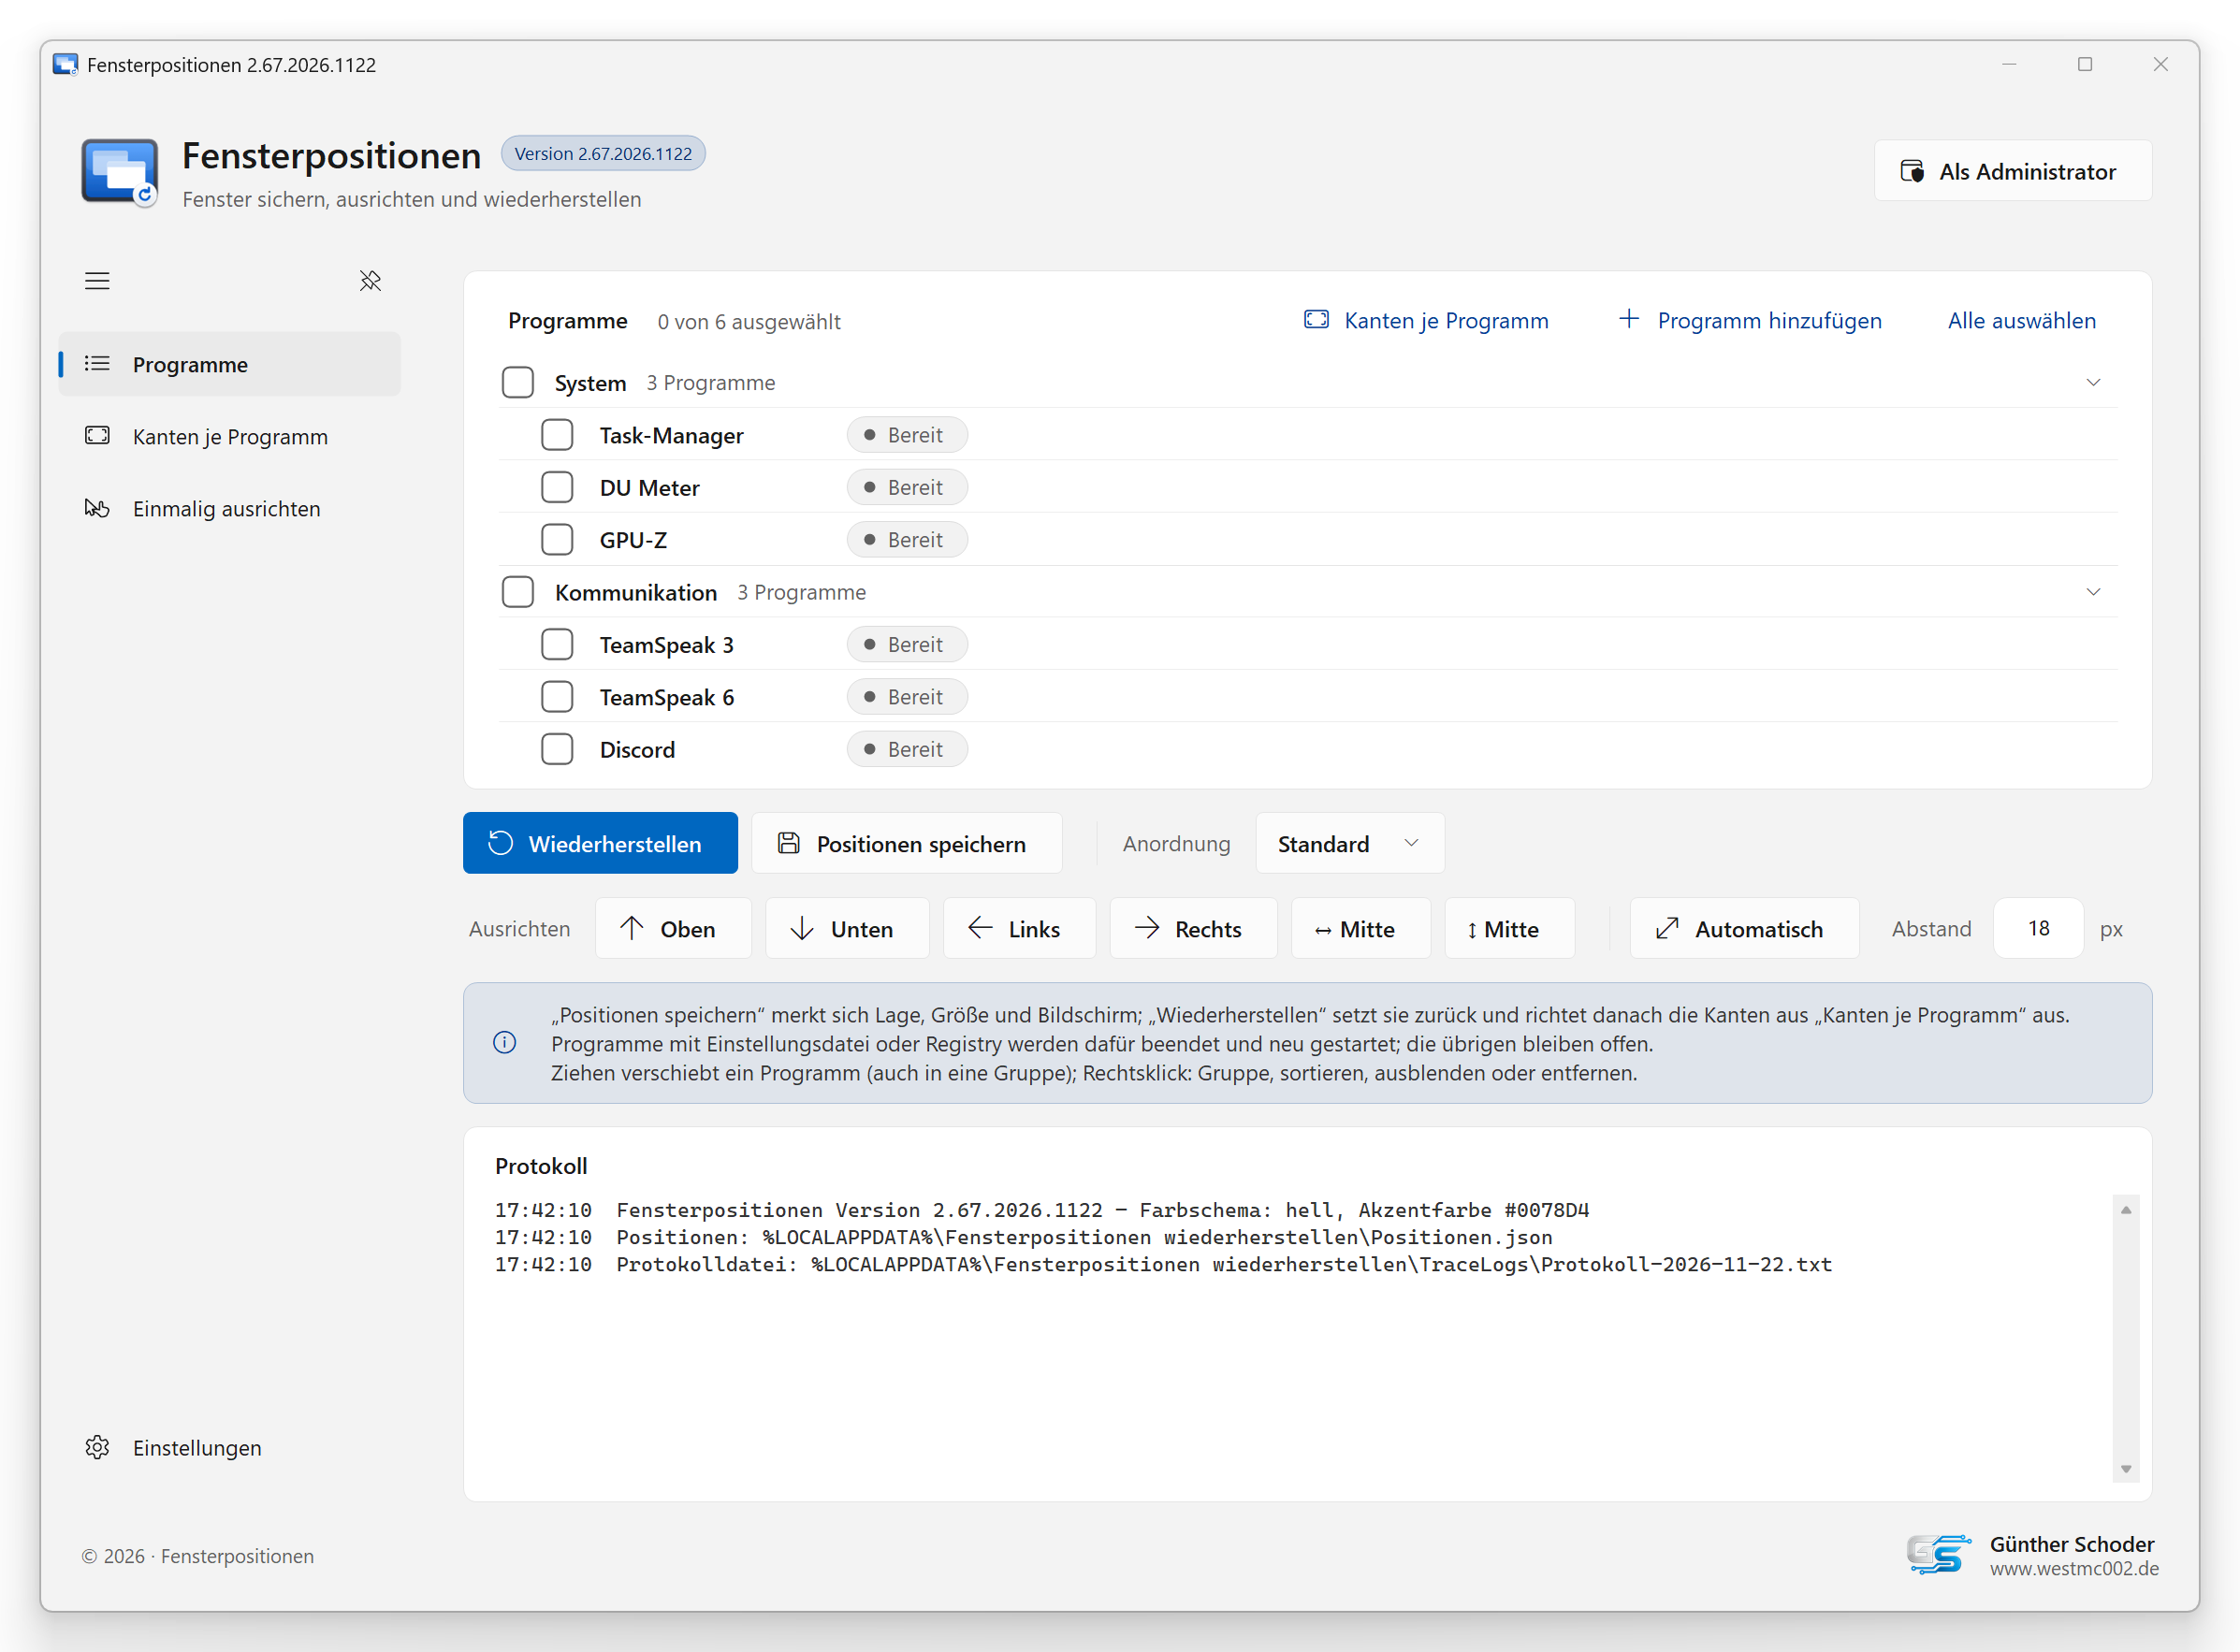 Fensterpositionen 2.67.2026.1122
Fensterpositionen
Version 2.67.2026.1122
Fenster sichern, ausrichten und wiederherstellen
Als Administrator
Programme
Kanten je Programm
Einmalig ausrichten
Einstellungen
Programme 0 von 6 ausgewählt Kanten je Programm Programm hinzufügen Alle auswählen
System 3 Programme
Task-Manager Bereit
DU Meter Bereit
GPU-Z Bereit
Kommunikation 3 Programme
TeamSpeak 3 Bereit
TeamSpeak 6 Bereit
Discord Bereit
Wiederherstellen Positionen speichern Anordnung Standard
Ausrichten Oben Unten Links Rechts ↔ Mitte ↕ Mitte Automatisch Abstand 18 px
„Positionen speichern“ merkt sich Lage, Größe und Bildschirm; „Wiederherstellen“ setzt sie zurück und richtet danach die Kanten aus „Kanten je Programm“ aus.
Programme mit Einstellungsdatei oder Registry werden dafür beendet und neu gestartet; die übrigen bleiben offen.
Ziehen verschiebt ein Programm (auch in eine Gruppe); Rechtsklick: Gruppe, sortieren, ausblenden oder entfernen.
Protokoll
17:42:10 Fensterpositionen Version 2.67.2026.1122 – Farbschema: hell, Akzentfarbe #0078D4
17:42:10 Positionen: %LOCALAPPDATA%\Fensterpositionen wiederherstellen\Positionen.json
17:42:10 Protokolldatei: %LOCALAPPDATA%\Fensterpositionen wiederherstellen\TraceLogs\Protokoll-2026-11-22.txt
© 2026 · Fensterpositionen
GS
Günther Schoder
www.westmc002.de